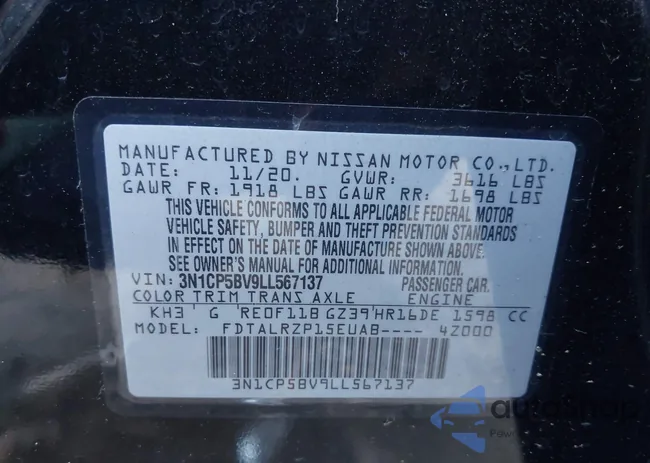 MANUFACTURED BY NISSAN MOTOR CO.,LTD.
DATE: 11/20. GVWR: 3616 LBS
GAWR FR: 1918 LBS GAWR RR: 1698 LBS
THIS VEHICLE CONFORMS TO ALL APPLICABLE FEDERAL MOTOR
VEHICLE SAFETY, BUMPER AND THEFT PREVENTION STANDARDS
IN EFFECT ON THE DATE OF MANUFACTURE SHOWN ABOVE.
SEE OWNER'S MANUAL FOR ADDITIONAL INFORMATION.
VIN: 3N1CP5BV9LL567137 PASSENGER CAR.
COLOR TRIM TRANS AXLE ENGINE
KH3 G RE0F11B GZ39 HR16DE 1598 CC
FDTALRZP15EUAB---- 4Z000
3N1CP5BV9LL567137